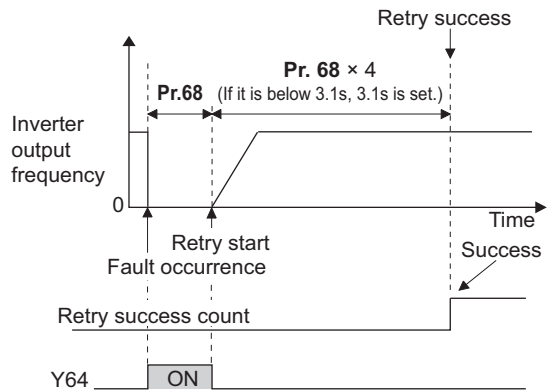 Retry success
Pr. 68 × 4
Pr.68
(If it is below 3.1s, 3.1s is set.)
Inverter
output
frequency
0
Time
Retry start
Fault occurrence
Success
Retry success count
Y64
ON